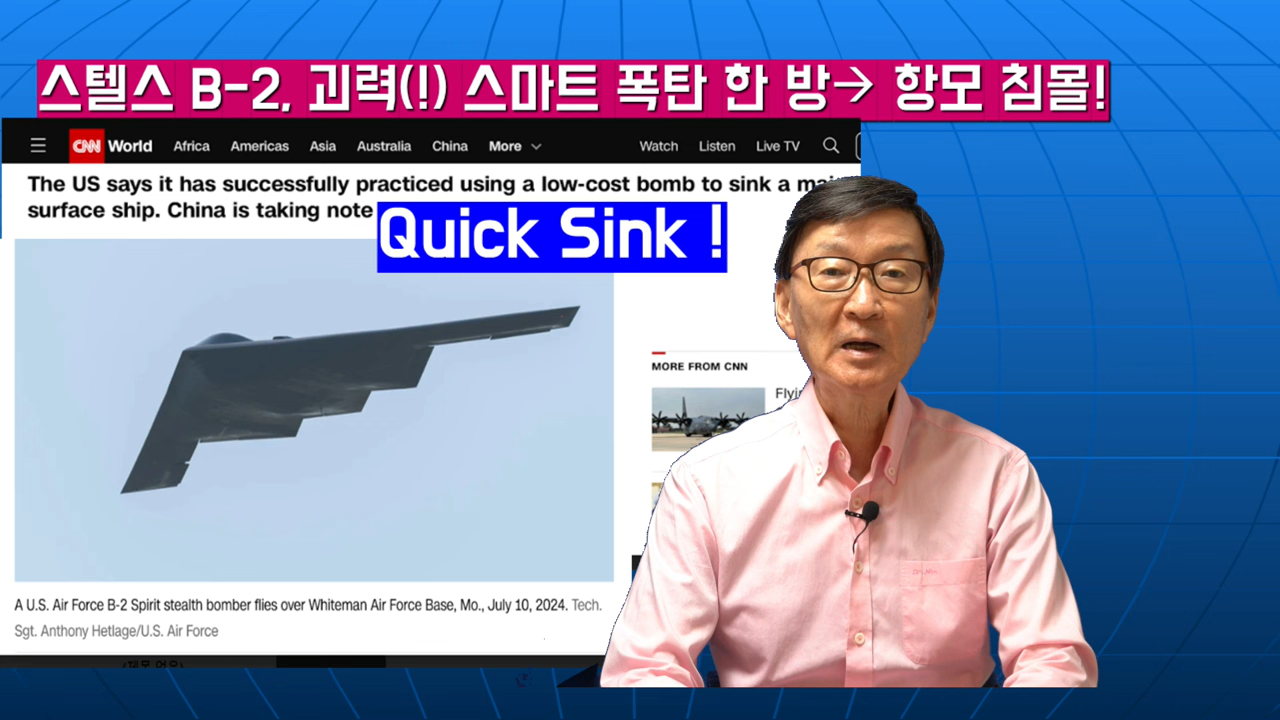 스텔스 B-2, 괴력(!) 스마트 폭탄 한 방→ 항모 침몰!
CNN World Africa Americas Asia Australia China More Watch Listen Live TV
The US says it has successfully practiced using a low-cost bomb to sink a
surface ship. China is taking note
Quick Sink !
MORE FROM CNN
A U.S. Air Force B-2 Spirit stealth bomber flies over Whiteman Air Force Base, Mo., July 10, 2024. Tech.
Sgt. Anthony Hetlage/U.S. Air Force